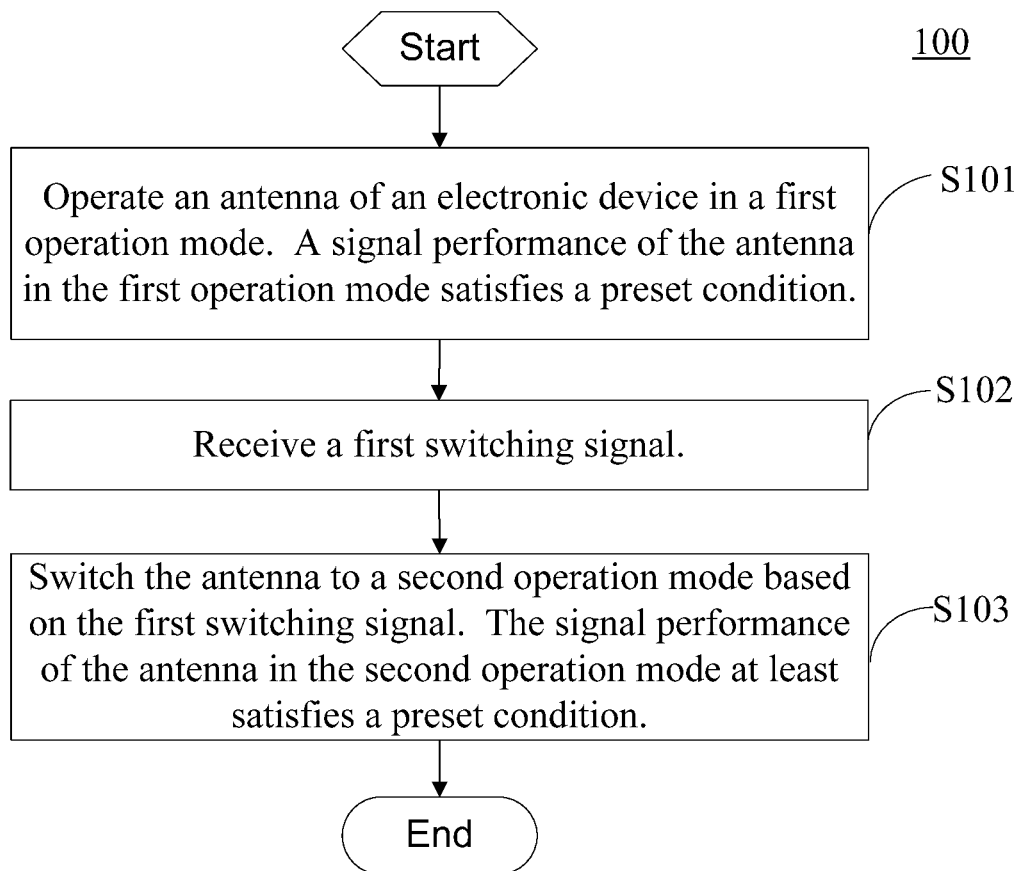 Start
100
Operate an antenna of an electronic device in a first
operation mode. A signal performance of the antenna
in the first operation mode satisfies a preset condition.
S101
Receive a first switching signal.
S102
Switch the antenna to a second operation mode based
on the first switching signal. The signal performance
of the antenna in the second operation mode at least
satisfies a preset condition.
S103
End